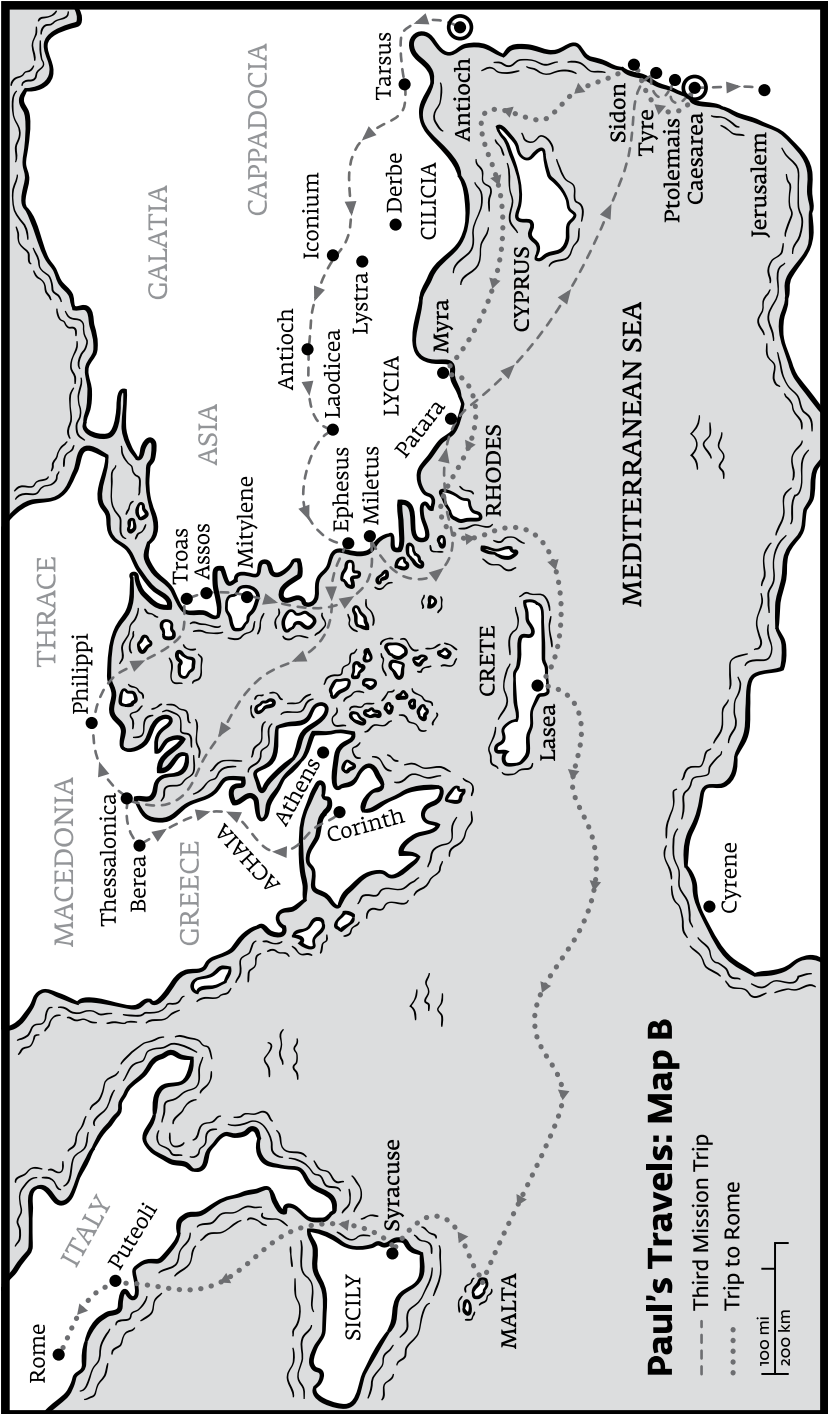 Rome
ITALY
Puteoli
SICILY
Syracuse
MALTA
MACEDONIA
Thessalonica
Berea
GREECE
ACHAIA
Philippi
THRACE
Athens
Corinth
Troas
Assos
Mitylene
ASIA
Ephesus
Miletus
Laodicea
Antioch
GALATIA
CAPPADOCIA
Iconium
Lystra
Derbe
Tarsus
CILICIA
LYCIA
Patara
Myra
RHODES
CRETE
Lasea
CYPRUS
Antioch
Sidon
Tyre
Ptolemais
Caesarea
Jerusalem
MEDITERRANEAN SEA
Cyrene
Paul's Travels: Map B
Third Mission Trip
Trip to Rome
100 mi
200 km